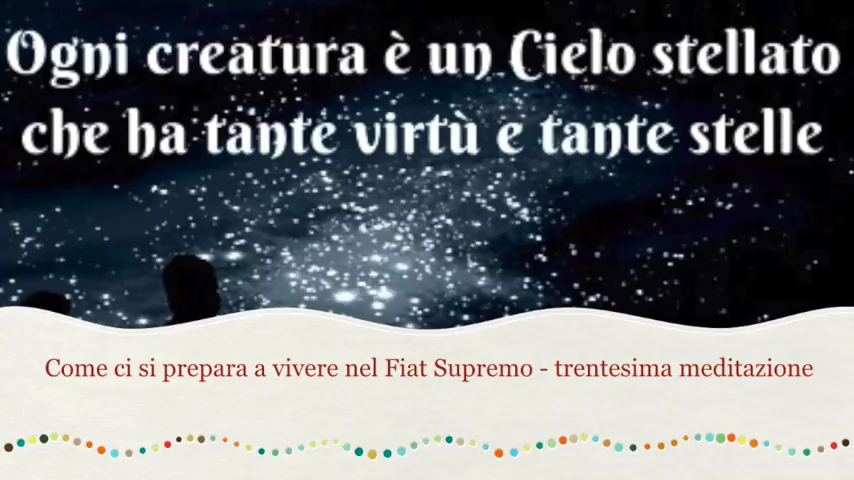 Ogni creatura è un Cielo stellato
che ha tante virtù e tante stelle
Come ci si prepara a vivere nel Fiat Supremo - trentesima meditazione